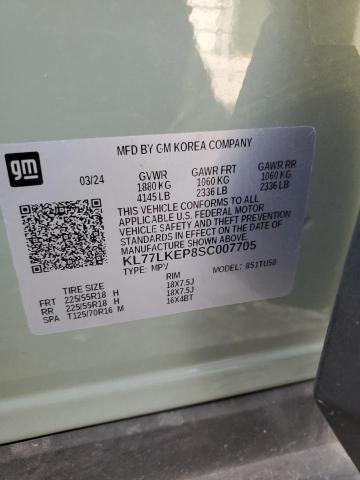 gm
MFD BY GM KOREA COMPANY
03/24 GVWR GAWR FRT GAWR RR
1880 KG 1060 KG 1060 KG
4145 LB 2336 LB 2336 LB
THIS VEHICLE CONFORMS TO ALL
APPLICABLE U.S. FEDERAL MOTOR
VEHICLE SAFETY AND THEFT PREVENTION
STANDARDS IN EFFECT ON THE DATE OF
MANUFACTURE SHOWN ABOVE.
KL77LKEP8SC007705
TYPE: MPV MODEL: 851TU58
TIRE SIZE RIM
FRT 225/55R18 H 18X7.5J
RR 225/55R18 H 18X7.5J
SPA T125/70R16 M 16X4BT